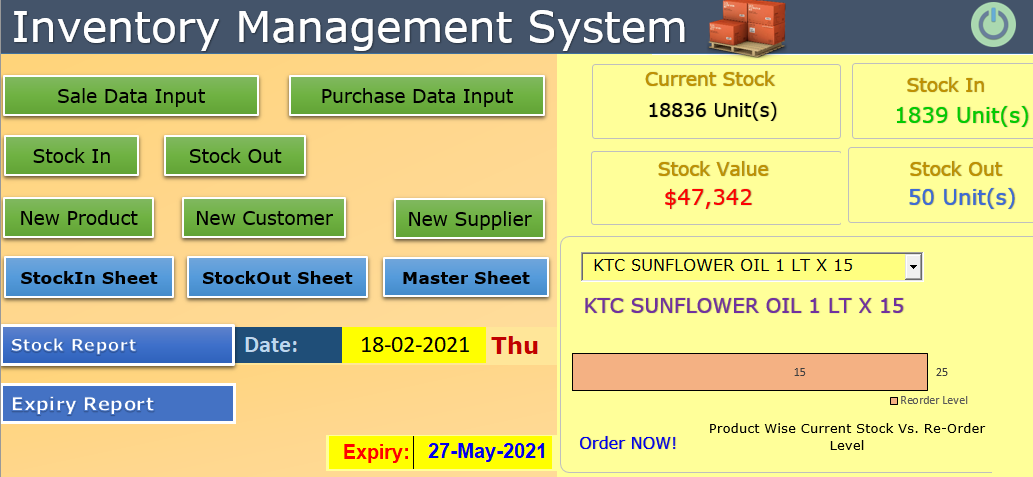 Inventory Management System
Sale Data Input
Purchase Data Input
Stock In
Stock Out
New Product
New Customer
New Supplier
StockIn Sheet
StockOut Sheet
Master Sheet
Stock Report
Date:
18-02-2021
Thu
Expiry Report
Expiry:
27-May-2021
Current Stock
18836 Unit(s)
Stock In
1839 Unit(s)
Stock Value
$47,342
Stock Out
50 Unit(s)
KTC SUNFLOWER OIL 1 LT X 15
KTC SUNFLOWER OIL 1 LT X 15
15
25
Reorder Level
Order NOW!
Product Wise Current Stock Vs. Re-Order
Level